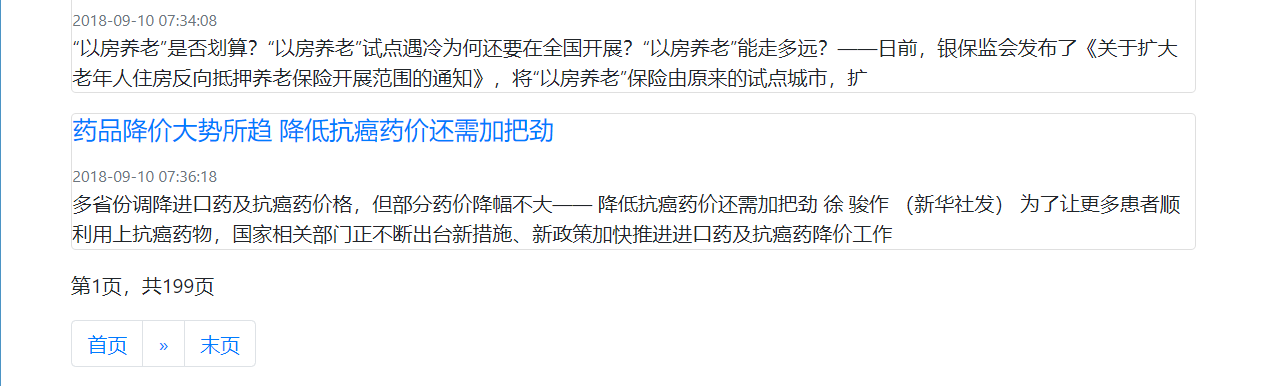 2018-09-10 07:34:08
“以房养老”是否划算？“以房养老”试点遇冷为何还要在全国开展？“以房养老”能走多远？——日前，银保监会发布了《关于扩大
老年人住房反向抵押养老保险开展范围的通知》，将“以房养老”保险由原来的试点城市，扩
药品降价大势所趋 降低抗癌药价还需加把劲
2018-09-10 07:36:18
多省份调降进口药及抗癌药价格，但部分药价降幅不大—— 降低抗癌药价还需加把劲 徐 骏作 （新华社发） 为了让更多患者顺
利用上抗癌药物，国家相关部门正不断出台新措施、新政策加快推进进口药及抗癌药降价工作
第1页，共199页
首页 » 末页